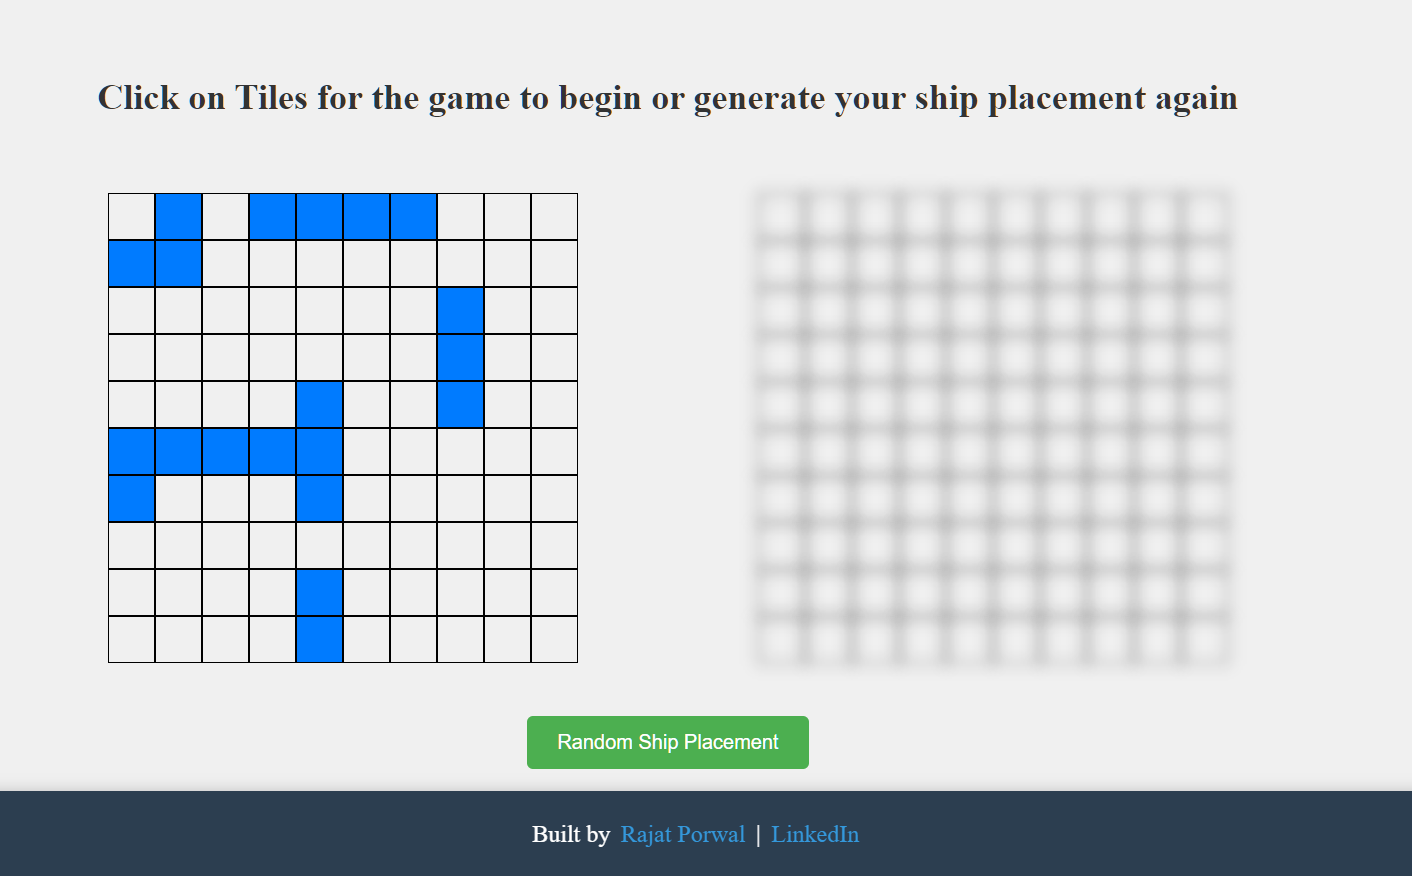 Click on Tiles for the game to begin or generate your ship placement again
Random Ship Placement
Built by Rajat Porwal | LinkedIn